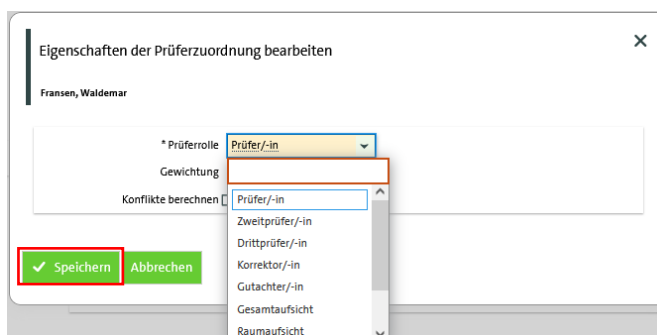 Eigenschaften der Prüferzuordnung bearbeiten
Fransen, Waldemar
* Prüferrolle Prüfer/-in
Gewichtung
Konflikte berechnen
Prüfer/-in
Zweitprüfer/-in
Drittprüfer/-in
Korrektor/-in
Gutachter/-in
Gesamtaufsicht
Raumaufsicht
Speichern Abbrechen